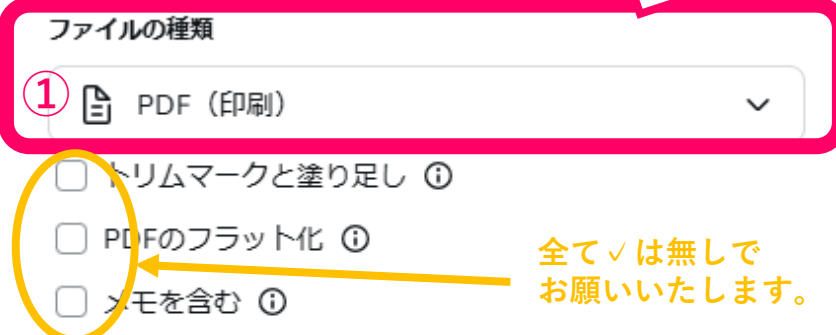 ファイルの種類
① PDF（印刷）
トリムマークと塗り足し
PDFのフラット化
メモを含む
全て✓は無しで
お願いいたします。